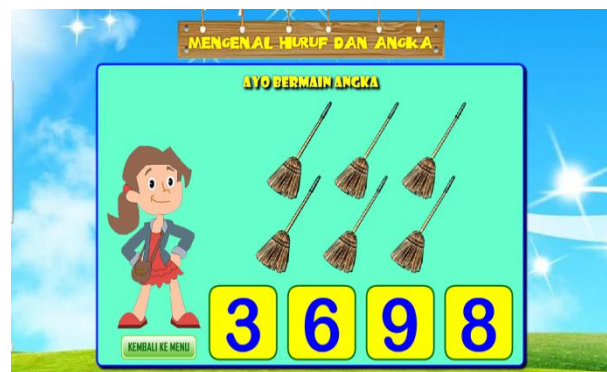 MENGENAL HURUF DAN ANGKA
AYO BERMAIN ANGKA
3 6 9 8
KEMBALI KE MENU